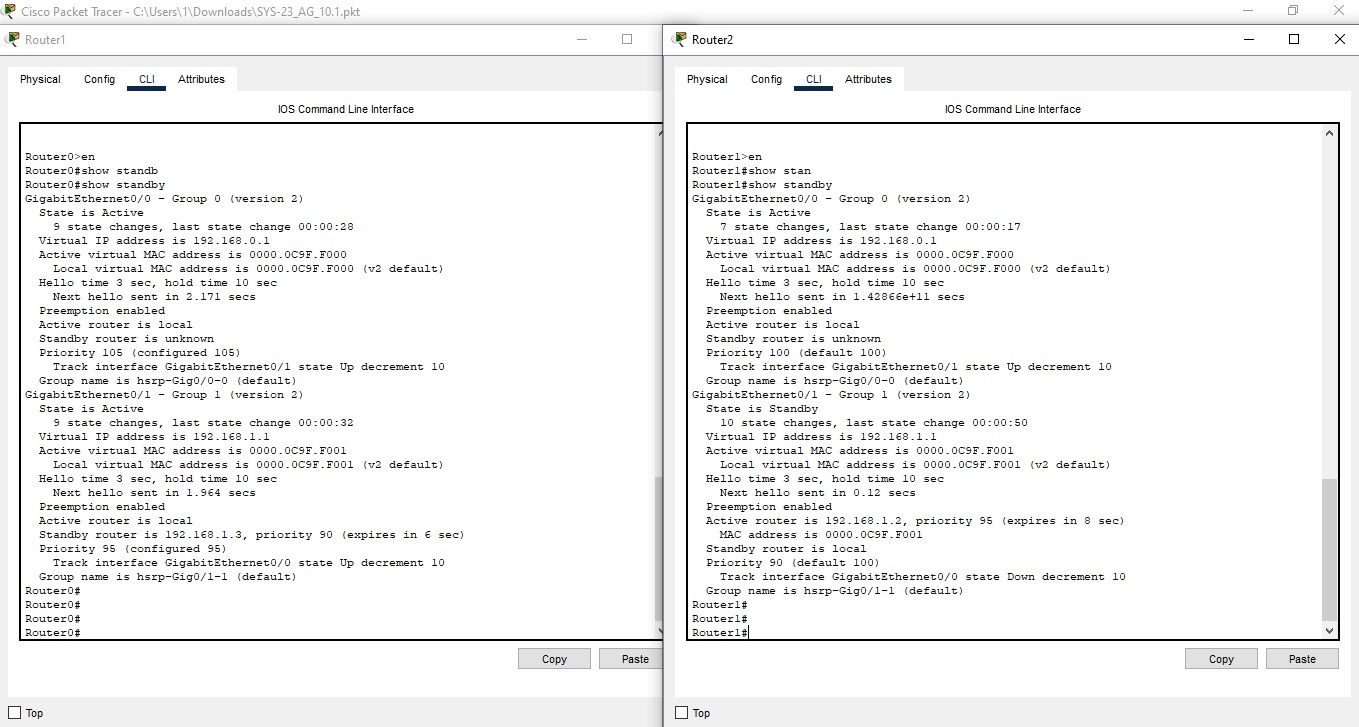 Cisco Packet Tracer - C:\Users\1\Downloads\SYS-23_AG_10.1.pkt
Router1
Physical Config CLI Attributes
IOS Command Line Interface
Router0>en
Router0#show standb
Router0#show standby
GigabitEthernet0/0 - Group 0 (version 2)
State is Active
9 state changes, last state change 00:00:28
Virtual IP address is 192.168.0.1
Active virtual MAC address is 0000.0C9F.F000
Local virtual MAC address is 0000.0C9F.F000 (v2 default)
Hello time 3 sec, hold time 10 sec
Next hello sent in 2.171 secs
Preemption enabled
Active router is local
Standby router is unknown
Priority 105 (configured 105)
Track interface GigabitEthernet0/1 state Up decrement 10
Group name is hsrp-Gig0/0-0 (default)
GigabitEthernet0/1 - Group 1 (version 2)
State is Active
9 state changes, last state change 00:00:32
Virtual IP address is 192.168.1.1
Active virtual MAC address is 0000.0C9F.F001
Local virtual MAC address is 0000.0C9F.F001 (v2 default)
Hello time 3 sec, hold time 10 sec
Next hello sent in 1.964 secs
Preemption enabled
Active router is local
Standby router is 192.168.1.3, priority 90 (expires in 6 sec)
Priority 95 (configured 95)
Track interface GigabitEthernet0/0 state Up decrement 10
Group name is hsrp-Gig0/1-1 (default)
Router0#
Router0#
Router0#
Router0#
Copy Paste
Top
Router2
Physical Config CLI Attributes
IOS Command Line Interface
Router1>en
Router1#show stan
Router1#show standby
GigabitEthernet0/0 - Group 0 (version 2)
State is Active
7 state changes, last state change 00:00:17
Virtual IP address is 192.168.0.1
Active virtual MAC address is 0000.0C9F.F000
Local virtual MAC address is 0000.0C9F.F000 (v2 default)
Hello time 3 sec, hold time 10 sec
Next hello sent in 1.42866e+11 secs
Preemption enabled
Active router is local
Standby router is unknown
Priority 100 (default 100)
Track interface GigabitEthernet0/1 state Up decrement 10
Group name is hsrp-Gig0/0-0 (default)
GigabitEthernet0/1 - Group 1 (version 2)
State is Standby
10 state changes, last state change 00:00:50
Virtual IP address is 192.168.1.1
Active virtual MAC address is 0000.0C9F.F001
Local virtual MAC address is 0000.0C9F.F001 (v2 default)
Hello time 3 sec, hold time 10 sec
Next hello sent in 0.12 secs
Preemption enabled
Active router is 192.168.1.2, priority 95 (expires in 8 sec)
MAC address is 0000.0C9F.F001
Standby router is local
Priority 90 (default 100)
Track interface GigabitEthernet0/0 state Down decrement 10
Group name is hsrp-Gig0/1-1 (default)
Router1#
Router1#
Router1#
Copy Paste
Top